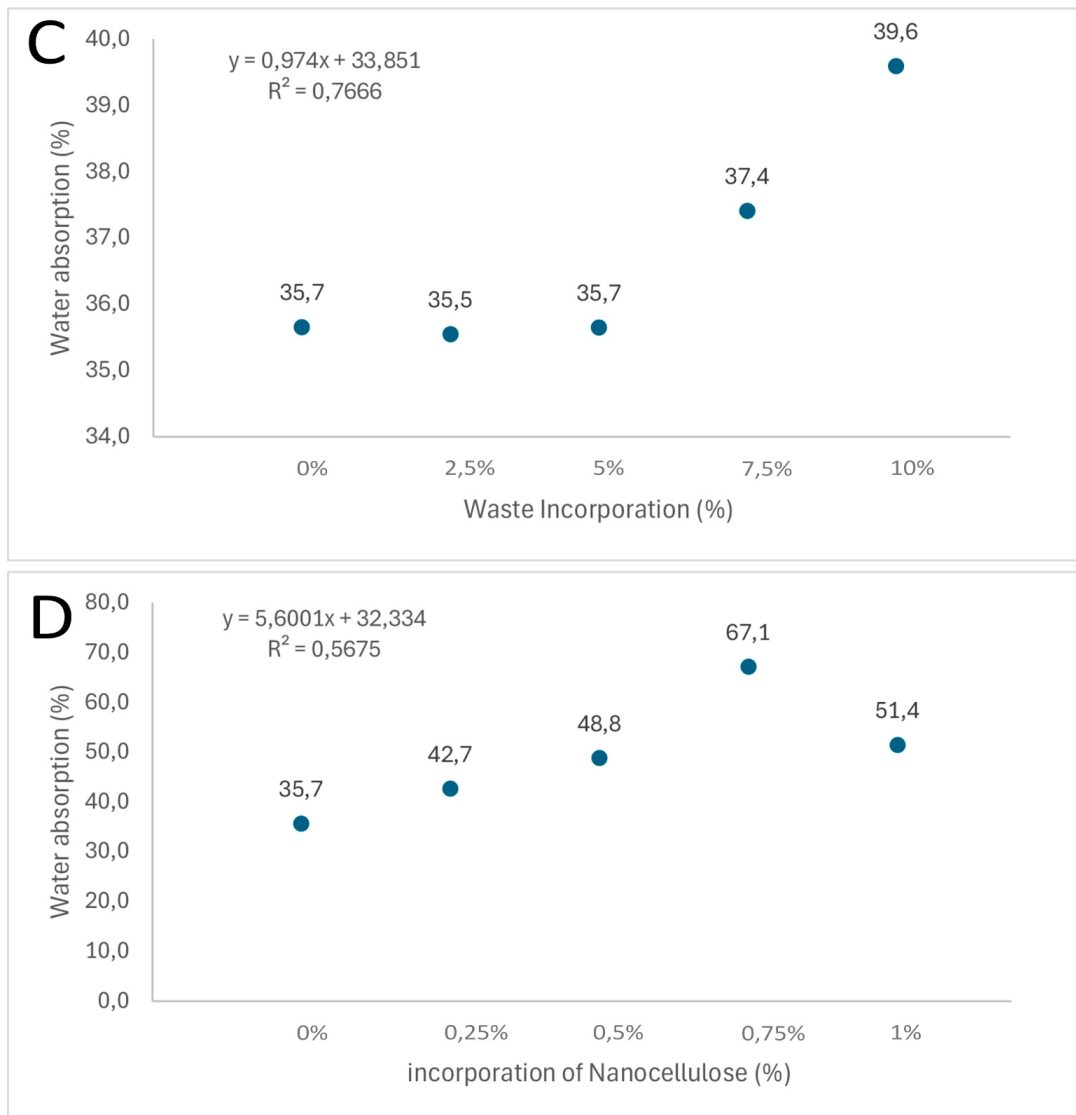 C
y = 0,974x + 33,851
R² = 0,7666
Water absorption (%)
40,0
39,0
38,0
37,0
36,0
35,0
34,0
35,7
35,5
35,7
37,4
39,6
0% 2,5% 5% 7,5% 10%
Waste Incorporation (%)
D
y = 5,6001x + 32,334
R² = 0,5675
Water absorption (%)
80,0
70,0
60,0
50,0
40,0
30,0
20,0
10,0
0,0
35,7
42,7
48,8
67,1
51,4
0% 0,25% 0,5% 0,75% 1%
incorporation of Nanocellulose (%)